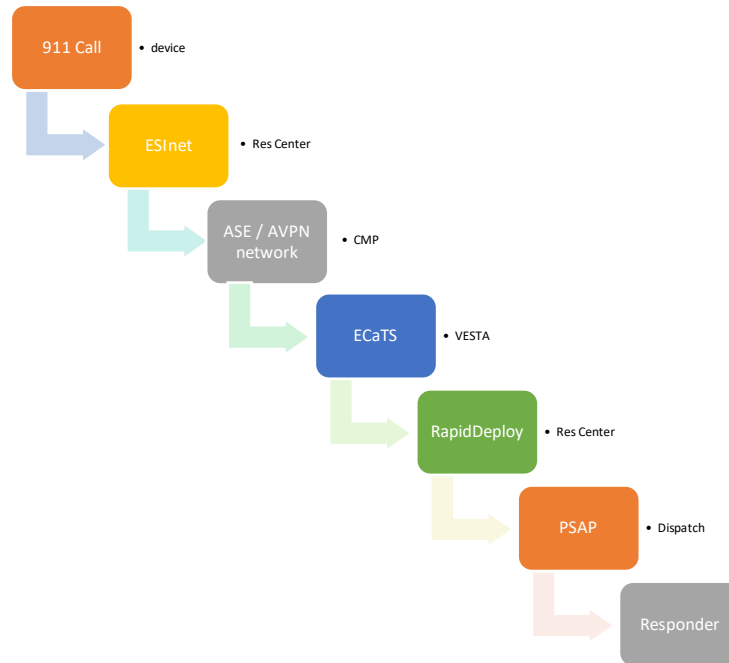 911 Call
• device
ESInet
• Res Center
ASE / AVPN
network
• CMP
ECaTS
• VESTA
RapidDeploy
• Res Center
PSAP
• Dispatch
Responder